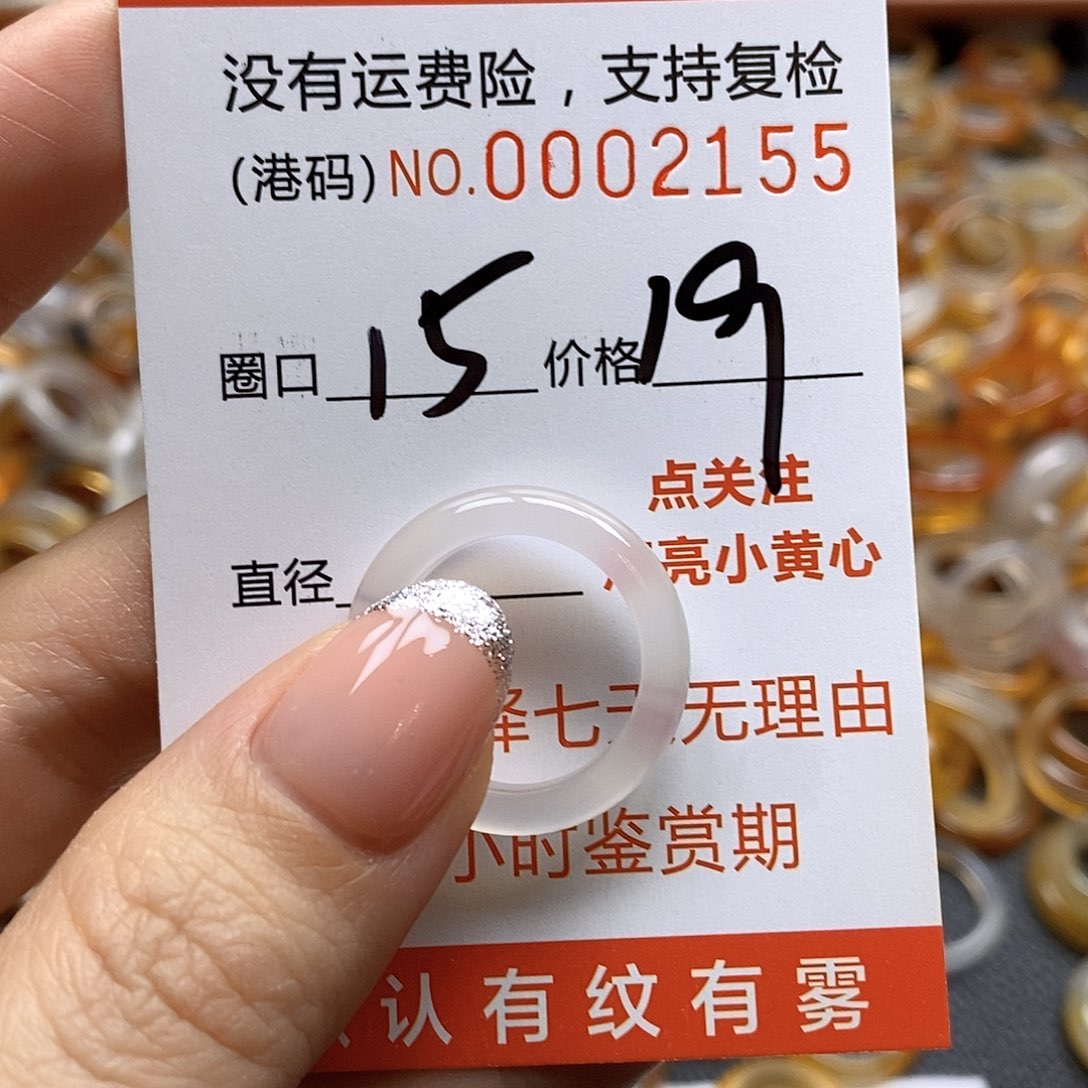 没有运费险，支持复检
(港码) NO.0002155
圈口 15 价格 19
点关注
直径 亮小黄心
七天无理由
小时鉴赏期
认有纹有雾